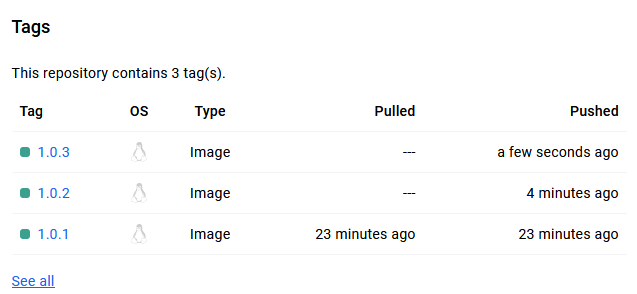 Tags
This repository contains 3 tag(s).
Tag OS Type Pulled Pushed
1.0.3 Image --- a few seconds ago
1.0.2 Image --- 4 minutes ago
1.0.1 Image 23 minutes ago 23 minutes ago
See all